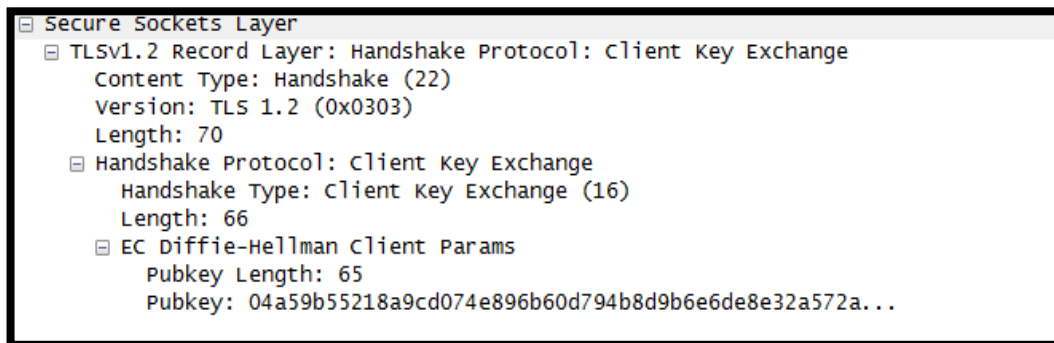 Secure Sockets Layer
TLSv1.2 Record Layer: Handshake Protocol: Client Key Exchange
Content Type: Handshake (22)
Version: TLS 1.2 (0x0303)
Length: 70
Handshake Protocol: Client Key Exchange
Handshake Type: Client Key Exchange (16)
Length: 66
EC Diffie-Hellman Client Params
Pubkey Length: 65
Pubkey: 04a59b55218a9cd074e896b60d794b8d9b6e6de8e32a572a...